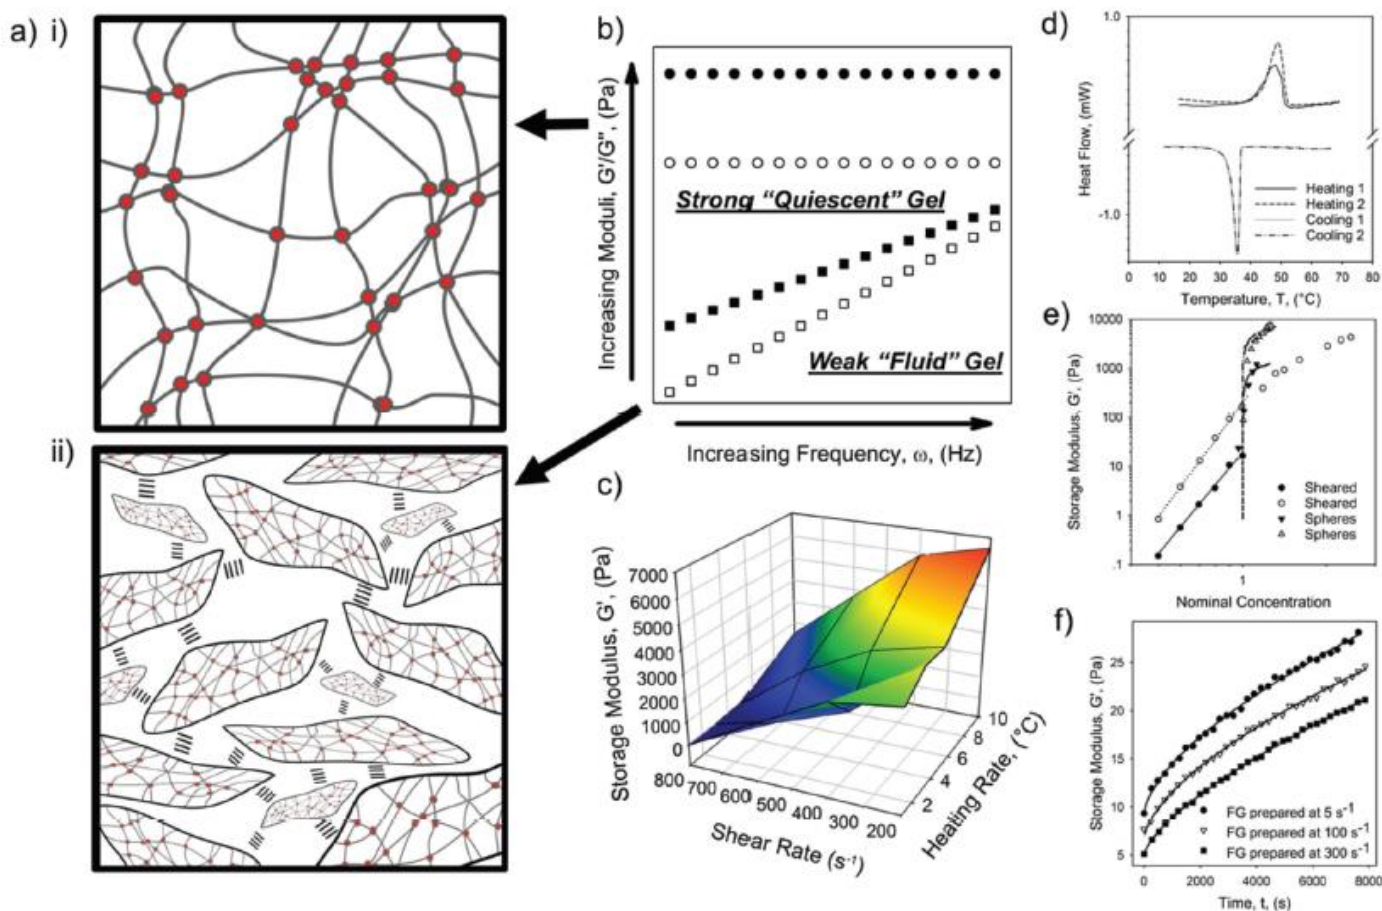 a) i)
ii)
b)
Increasing Moduli, G'/G'', (Pa)
Strong "Quiescent" Gel
Weak "Fluid" Gel
Increasing Frequency, ω, (Hz)
c)
Storage Modulus, G', (Pa)
7000
6000
5000
4000
3000
2000
1000
0
800
700
600
500
400
300
200
Shear Rate (s⁻¹)
2
4
6
8
10
Heating Rate, (°C)
d)
Heat Flow, (mW)
1.0
-1.0
Heating 1
Heating 2
Cooling 1
Cooling 2
0 10 20 30 40 50 60 70 80
Temperature, T, (°C)
e)
Storage Modulus, G', (Pa)
10000
1000
100
10
1
.1
Sheared
Sheared
Spheres
Spheres
1
Nominal Concentration
f)
Storage Modulus, G', (Pa)
25
20
15
10
5
FG prepared at 5 s⁻¹
FG prepared at 100 s⁻¹
FG prepared at 300 s⁻¹
0 2000 4000 6000 8000
Time, t, (s)